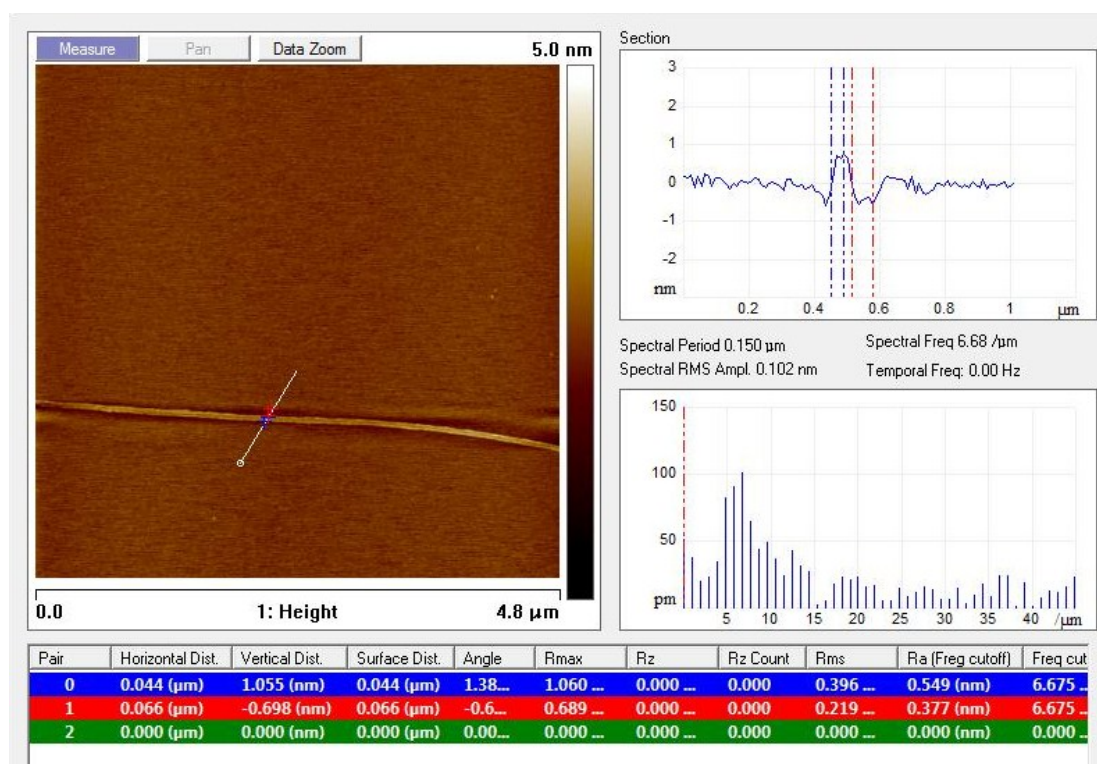 Measure Pan Data Zoom 5.0 nm
0.0 1: Height 4.8 µm
Section
3
2
1
0
-1
-2
nm
0.2 0.4 0.6 0.8 1 µm
Spectral Period 0.150 µm Spectral Freq 6.68 /µm
Spectral RMS Ampl. 0.102 nm Temporal Freq: 0.00 Hz
150
100
50
pm
5 10 15 20 25 30 35 40 /µm
Pair Horizontal Dist. Vertical Dist. Surface Dist. Angle Rmax Rz Rz Count Rms Ra (Freg cutoff) Freq cut
0 0.044 (µm) 1.055 (nm) 0.044 (µm) 1.38... 1.060 ... 0.000 ... 0.000 0.396 ... 0.549 (nm) 6.675 ..
1 0.066 (µm) -0.698 (nm) 0.066 (µm) -0.6... 0.689 ... 0.000 ... 0.000 0.219 ... 0.377 (nm) 6.675 ..
2 0.000 (µm) 0.000 (nm) 0.000 (µm) 0.00... 0.000 ... 0.000 ... 0.000 0.000 ... 0.000 (nm) 0.000 ..